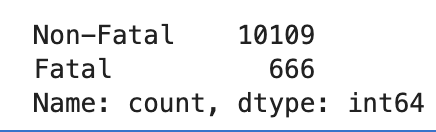 Non-Fatal    10109
Fatal          666
Name: count, dtype: int64